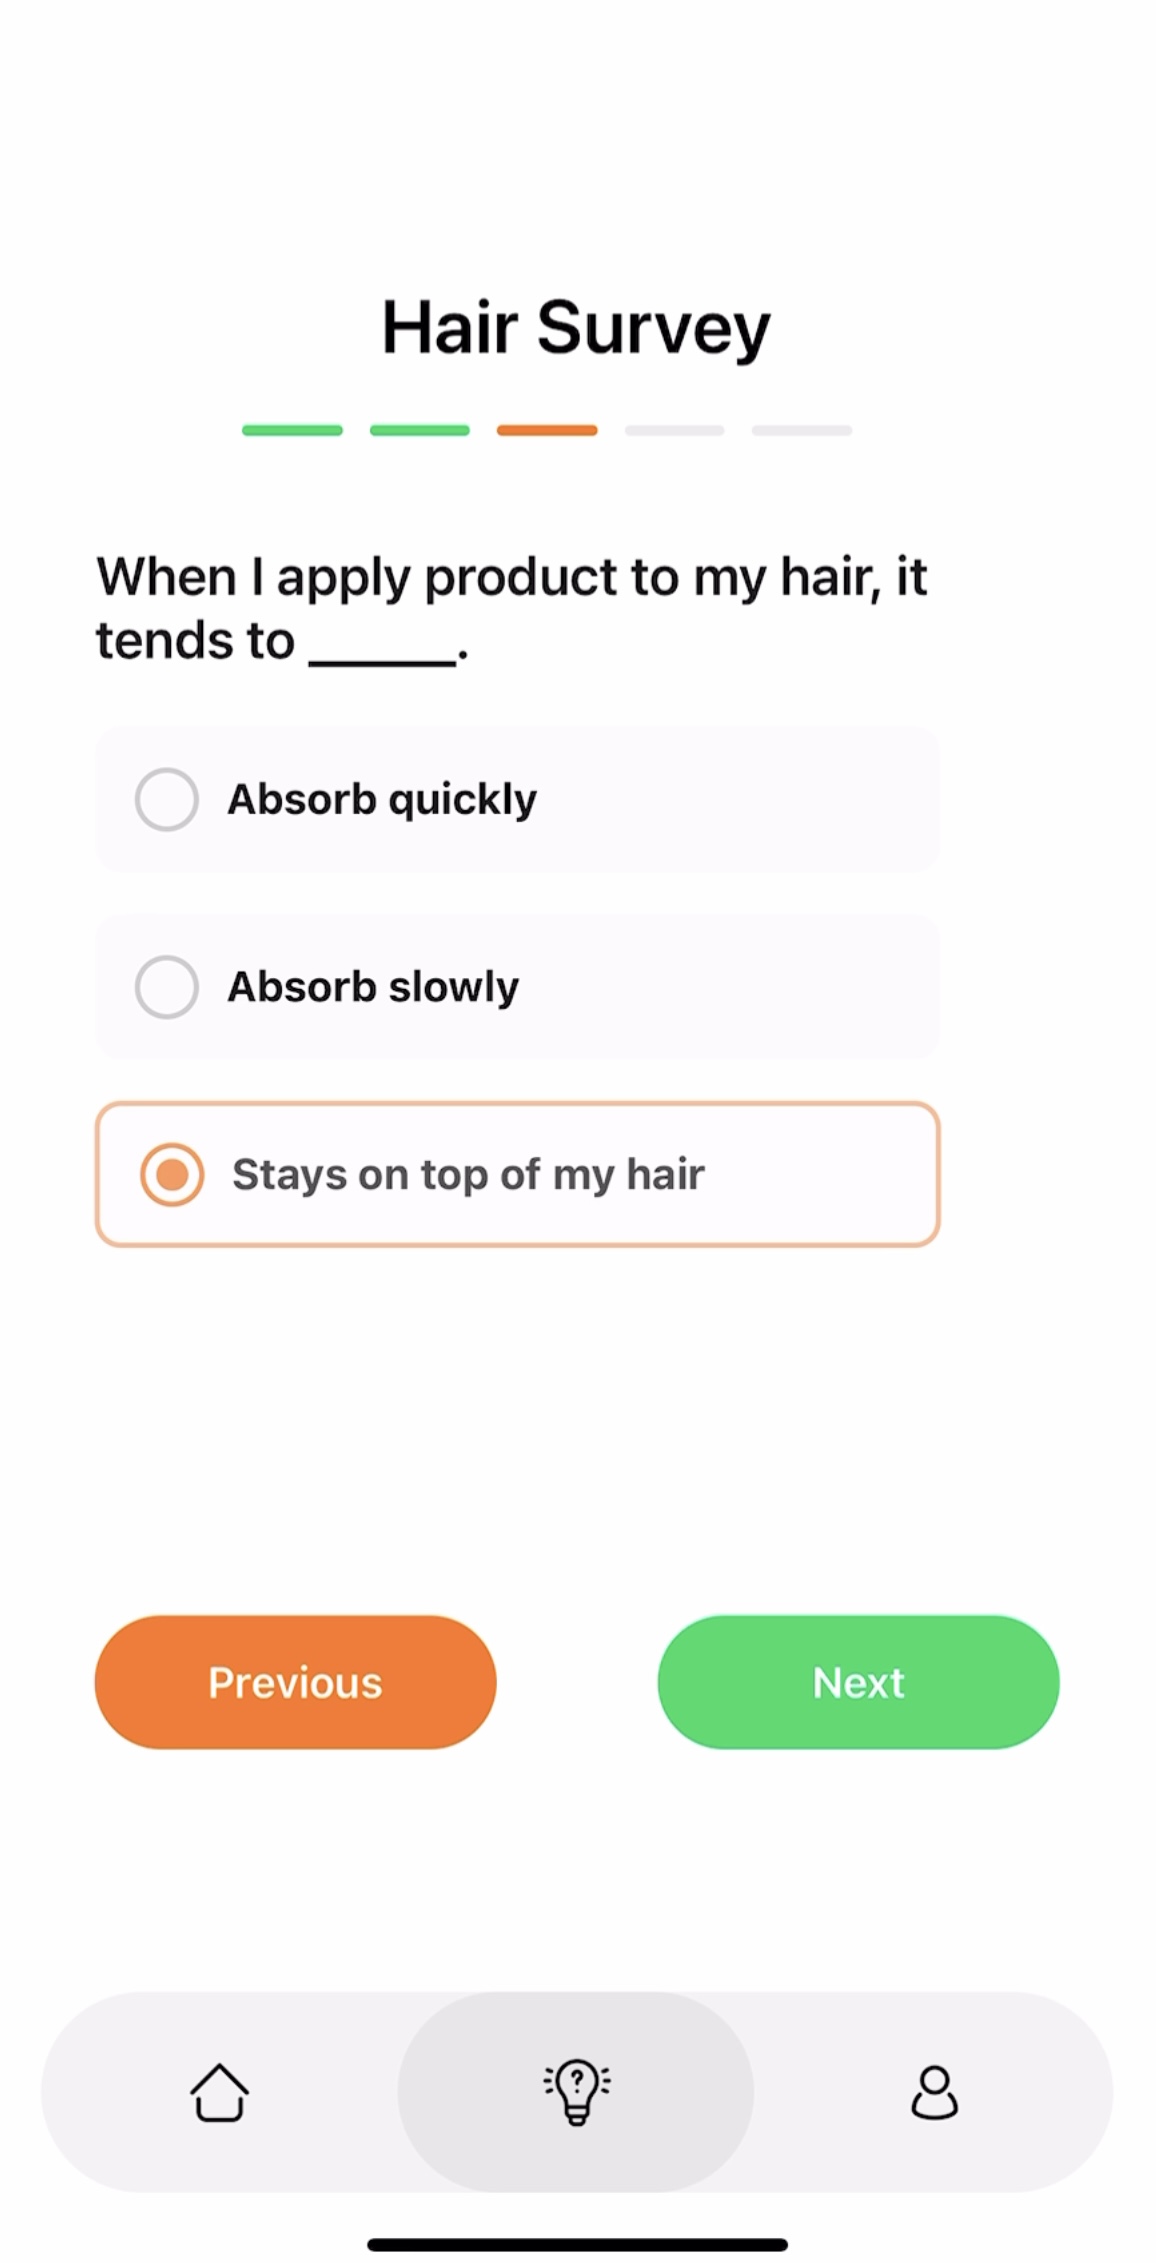 Hair Survey
When I apply product to my hair, it
tends to ______.
Absorb quickly
Absorb slowly
Stays on top of my hair
Previous
Next
?